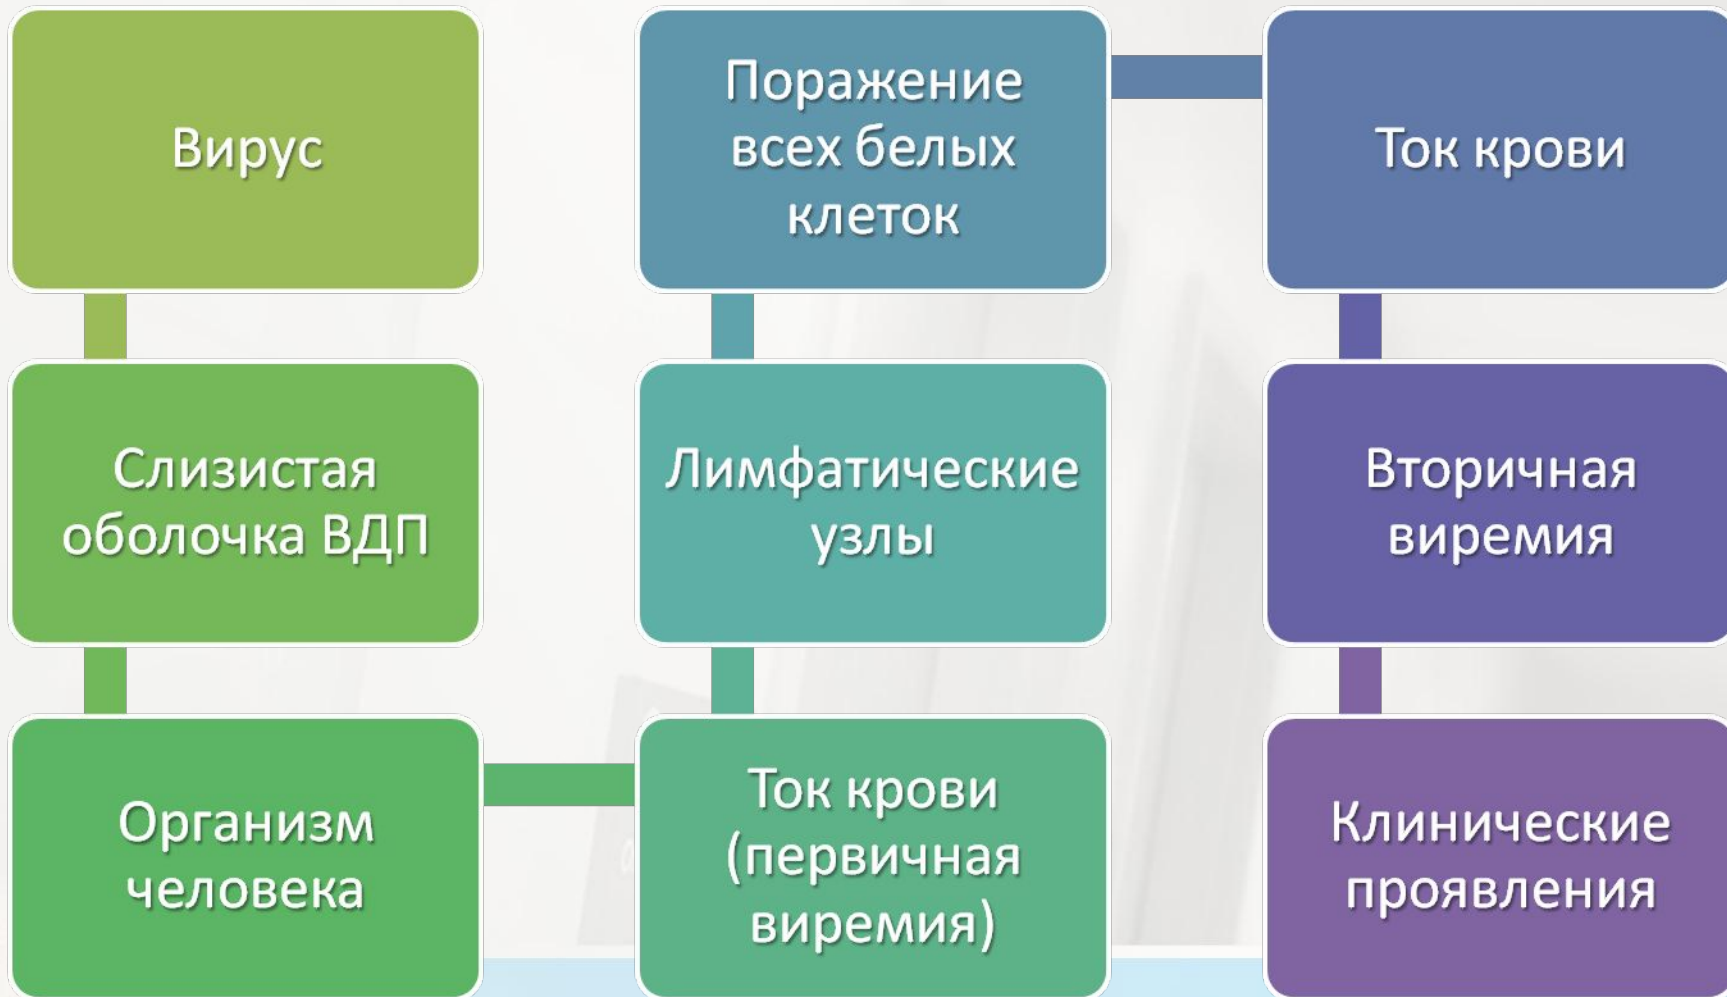 Вирус
Слизистая
оболочка ВДП
Организм
человека
Ток крови
(первичная
виремия)
Лимфатические
узлы
Поражение
всех белых
клеток
Ток крови
Вторичная
виремия
Клинические
проявления